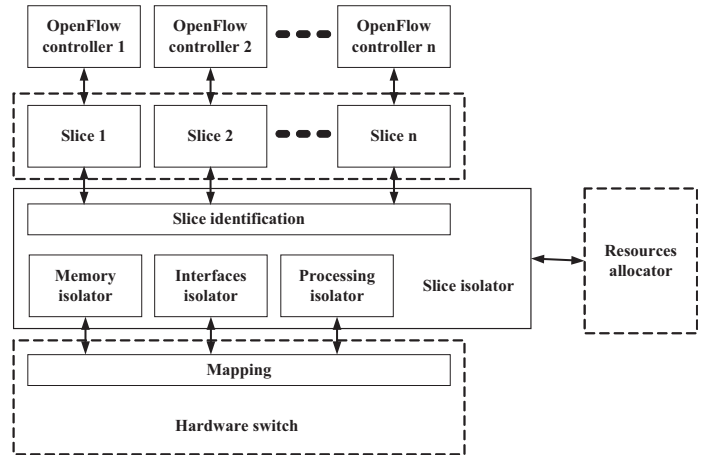 OpenFlow
controller 1
OpenFlow
controller 2
OpenFlow
controller n
Slice 1
Slice 2
Slice n
Slice identification
Memory
isolator
Interfaces
isolator
Processing
isolator
Slice isolator
Resources
allocator
Mapping
Hardware switch